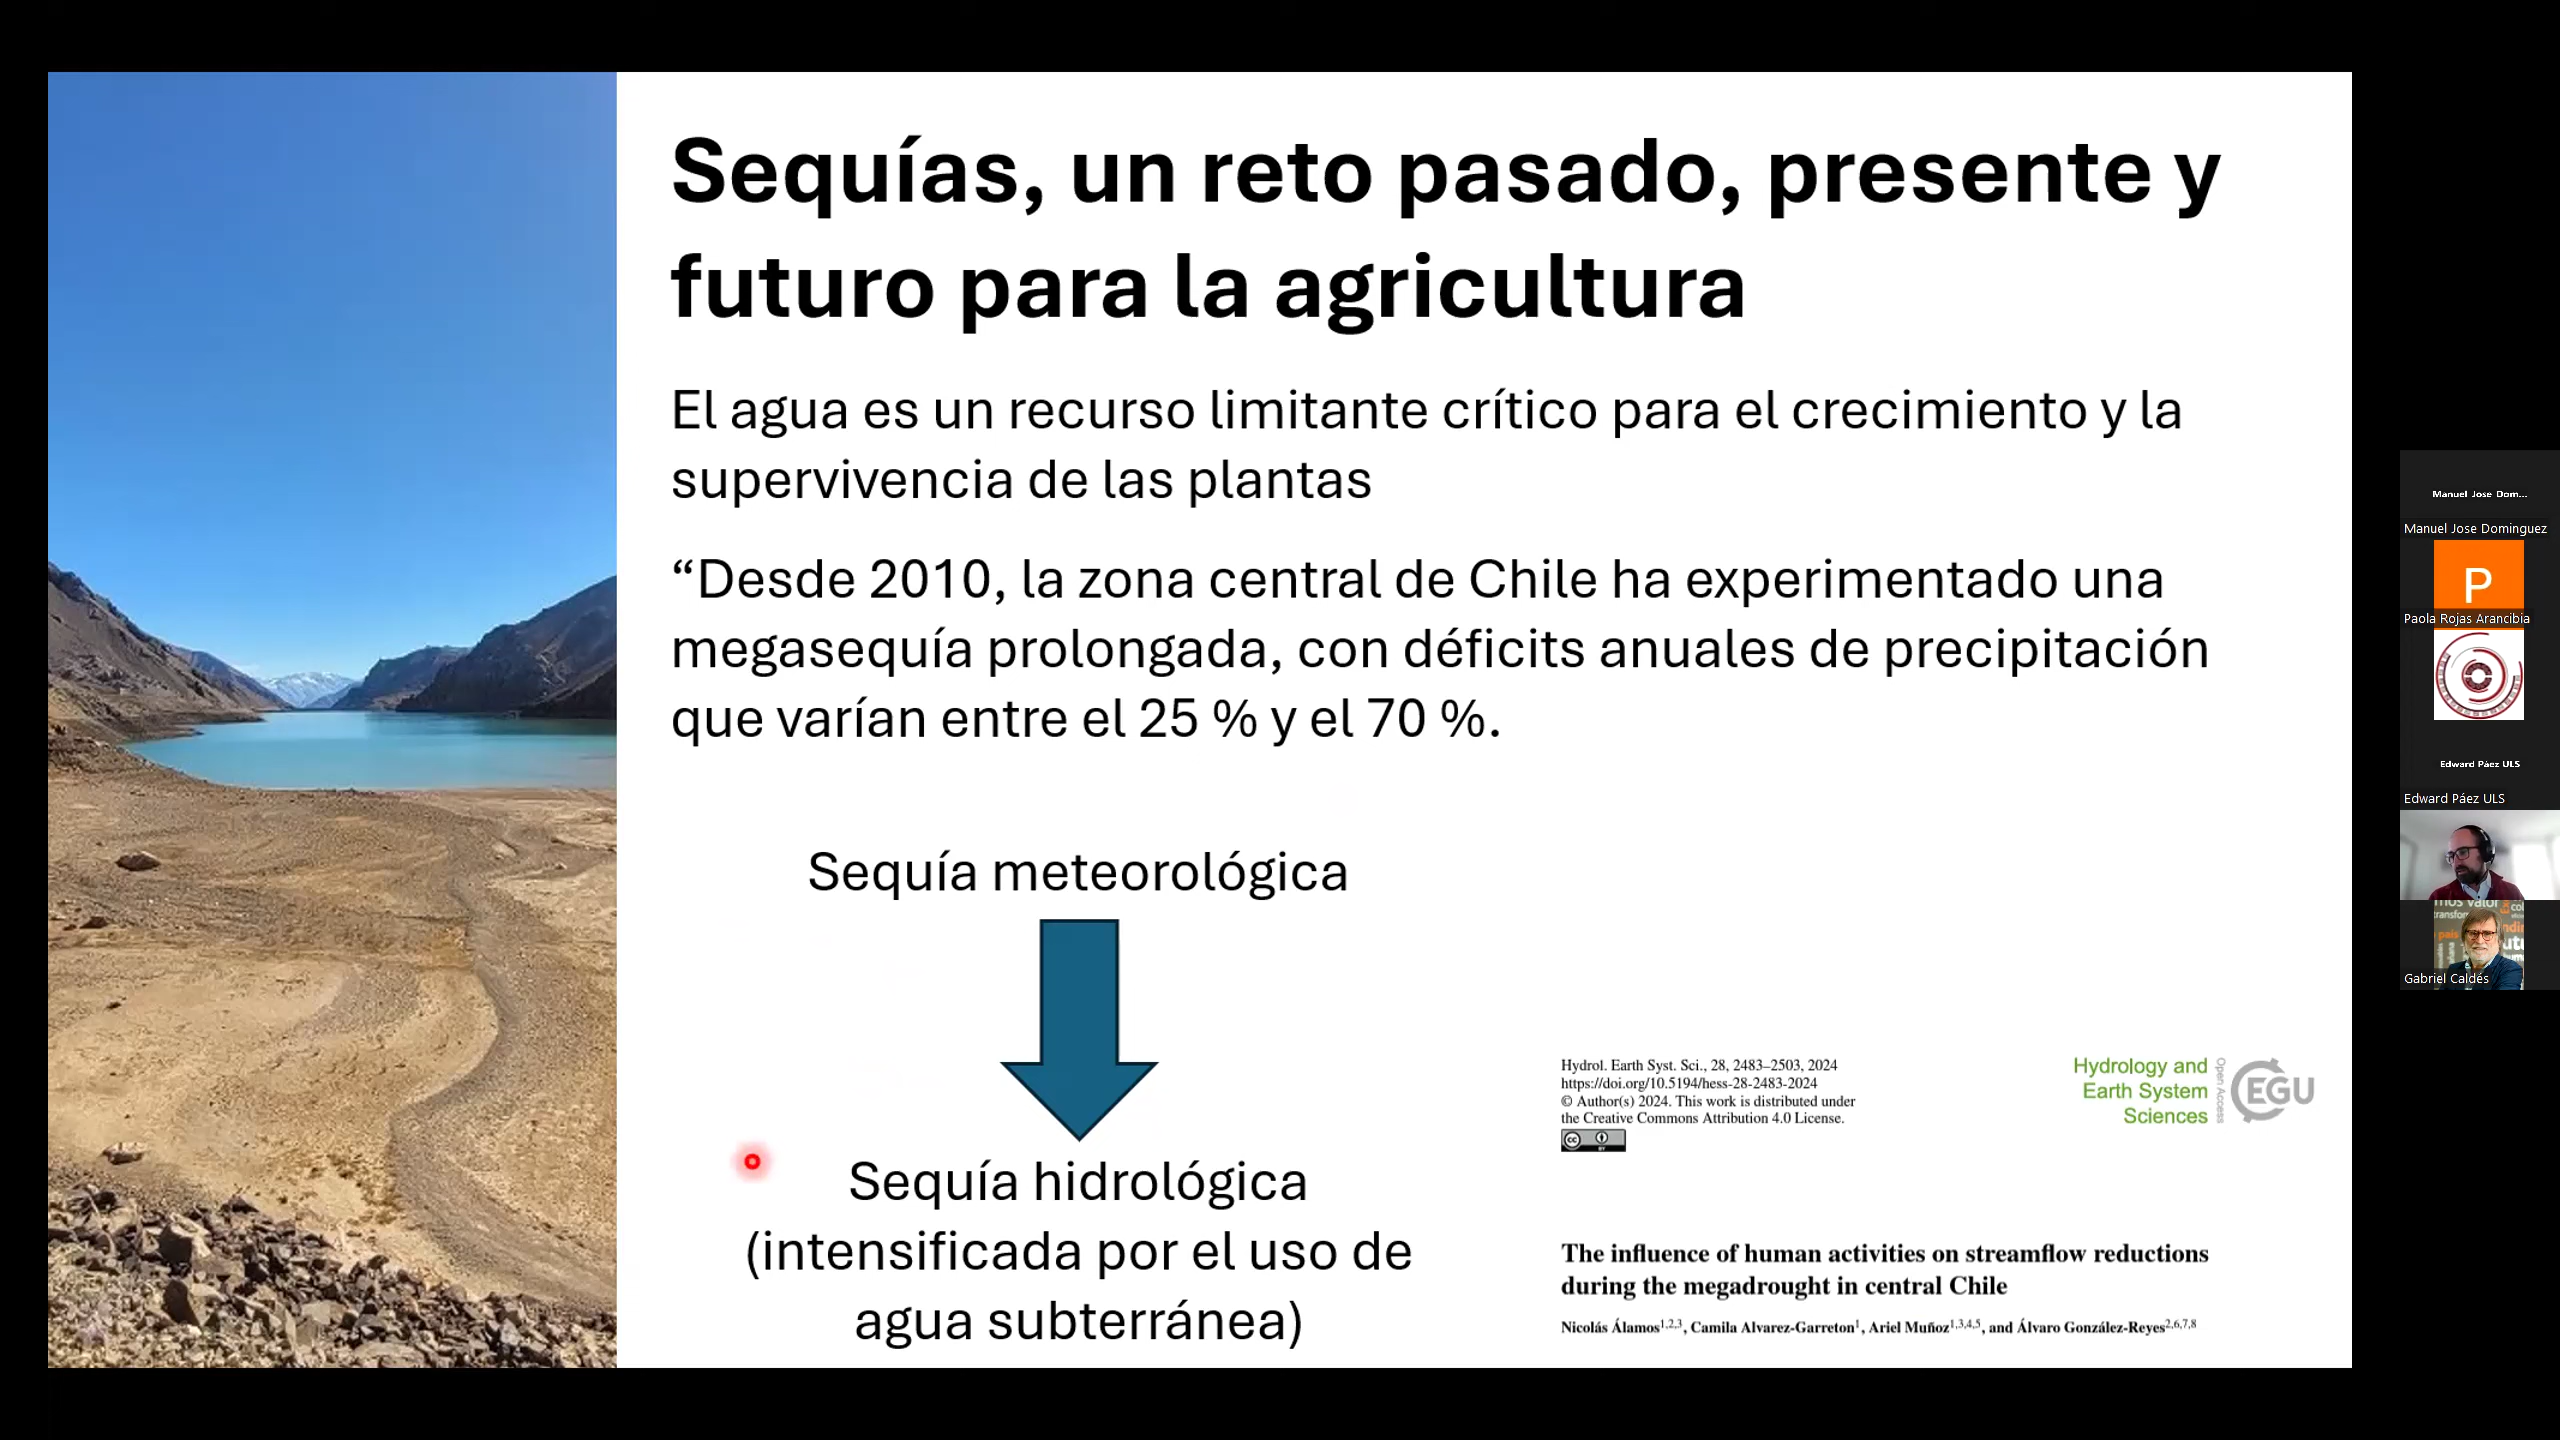 Sequías, un reto pasado, presente y
futuro para la agricultura
El agua es un recurso limitante crítico para el crecimiento y la
supervivencia de las plantas
“Desde 2010, la zona central de Chile ha experimentado una
megasequía prolongada, con déficits anuales de precipitación
que varían entre el 25 % y el 70 %.
Sequía meteorológica
Sequía hidrológica
(intensificada por el uso de
agua subterránea)
Hydrol. Earth Syst. Sci., 28, 2483–2503, 2024
https://doi.org/10.5194/hess-28-2483-2024
© Author(s) 2024. This work is distributed under
the Creative Commons Attribution 4.0 License.
cc BY
Hydrology and
Earth System
Sciences
Open Access
EGU
The influence of human activities on streamflow reductions
during the megadrought in central Chile
Nicolás Álamos1,2,3, Camila Alvarez-Garreton1, Ariel Muñoz1,3,4,5, and Álvaro González-Reyes2,6,7,8
Manuel Jose Dom...
Manuel Jose Dominguez
P
Paola Rojas Arancibia
Edward Páez ULS
Edward Páez ULS
Gabriel Caldés